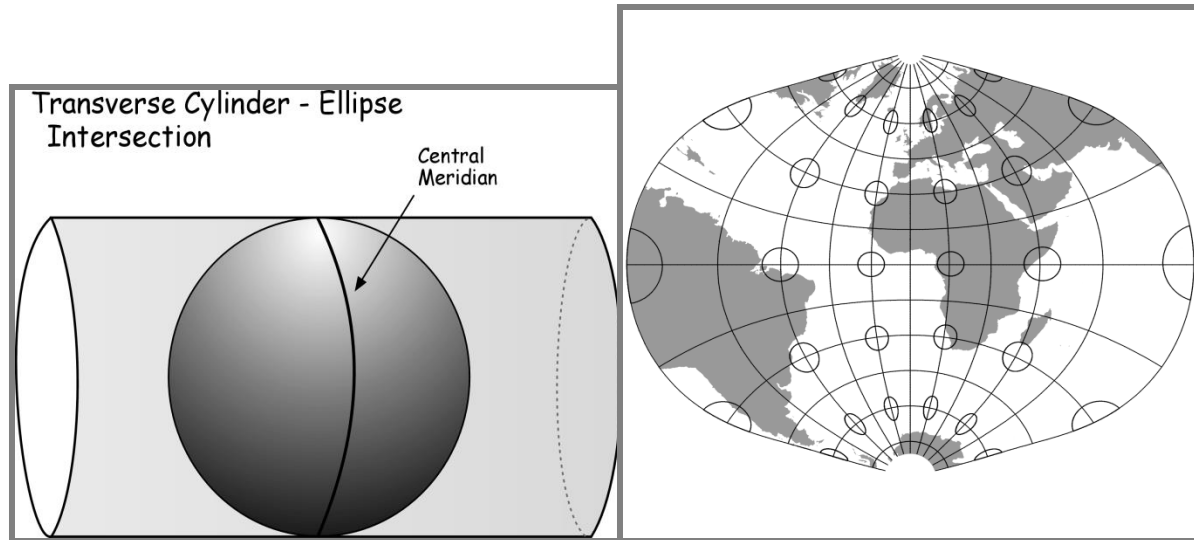 Transverse Cylinder - Ellipse
Intersection
Central
Meridian